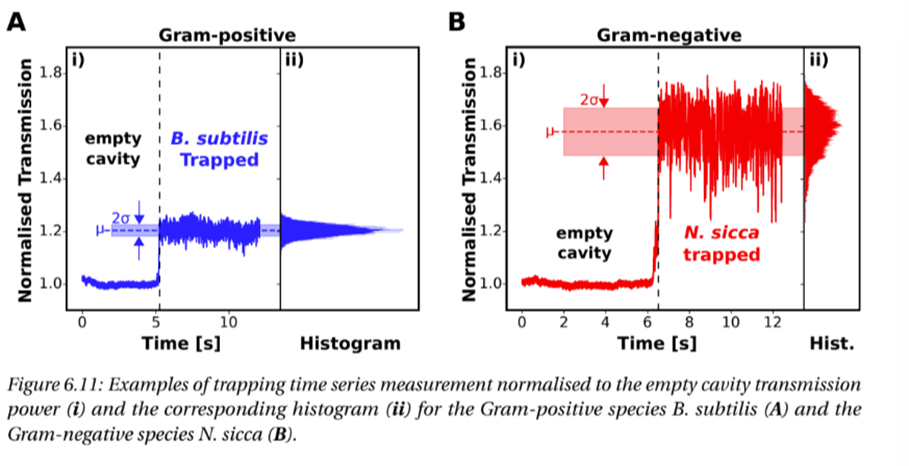 A
Gram-positive
i)
ii)
Normalised Transmission
1.8
1.6
1.4
1.2
1.0
empty
cavity
B. subtilis
Trapped
2σ
μ
0
5
10
Time [s]
Histogram
B
Gram-negative
i)
ii)
Normalised Transmission
1.8
1.6
1.4
1.2
1.0
2σ
μ
empty
cavity
N. sicca
trapped
0
2
4
6
8
10
12
Time [s]
Hist.
Figure 6.11: Examples of trapping time series measurement normalised to the empty cavity transmission
power (i) and the corresponding histogram (ii) for the Gram-positive species B. subtilis (A) and the
Gram-negative species N. sicca (B).